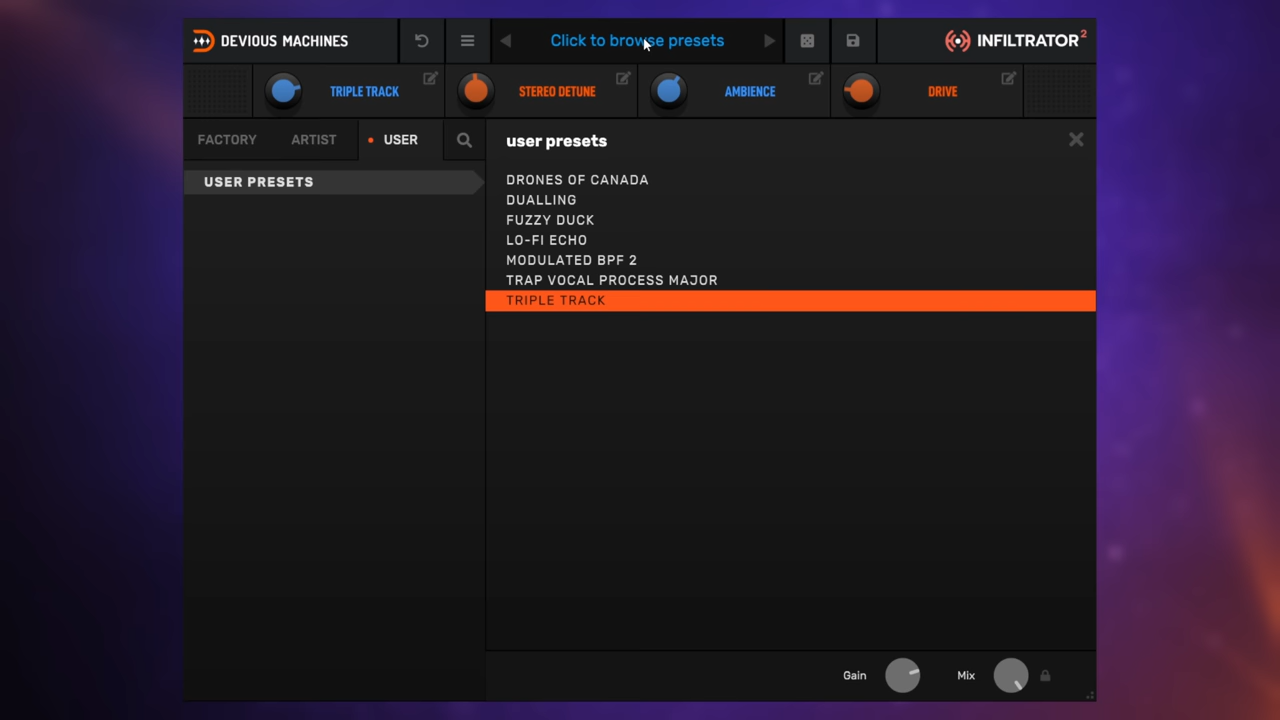 DEVIOUS MACHINES
Click to browse presets
INFILTRATOR2
TRIPLE TRACK
STEREO DETUNE
AMBIENCE
DRIVE
FACTORY
ARTIST
USER
user presets
USER PRESETS
DRONES OF CANADA
DUALLING
FUZZY DUCK
LO-FI ECHO
MODULATED BPF 2
TRAP VOCAL PROCESS MAJOR
TRIPLE TRACK
Gain
Mix